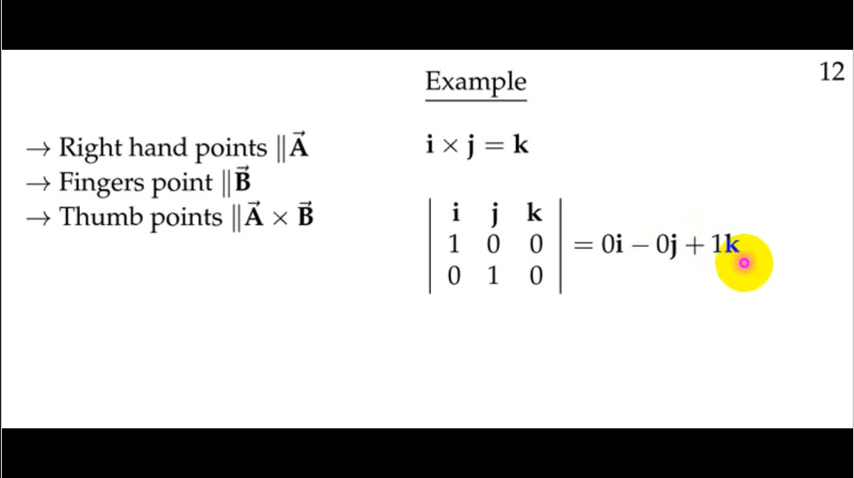 12
Example
→ Right hand points ∥A⃗
→ Fingers point ∥B⃗
→ Thumb points ∥A⃗ × B⃗
i × j = k
| i j k |
| 1 0 0 | = 0i − 0j + 1k
| 0 1 0 |